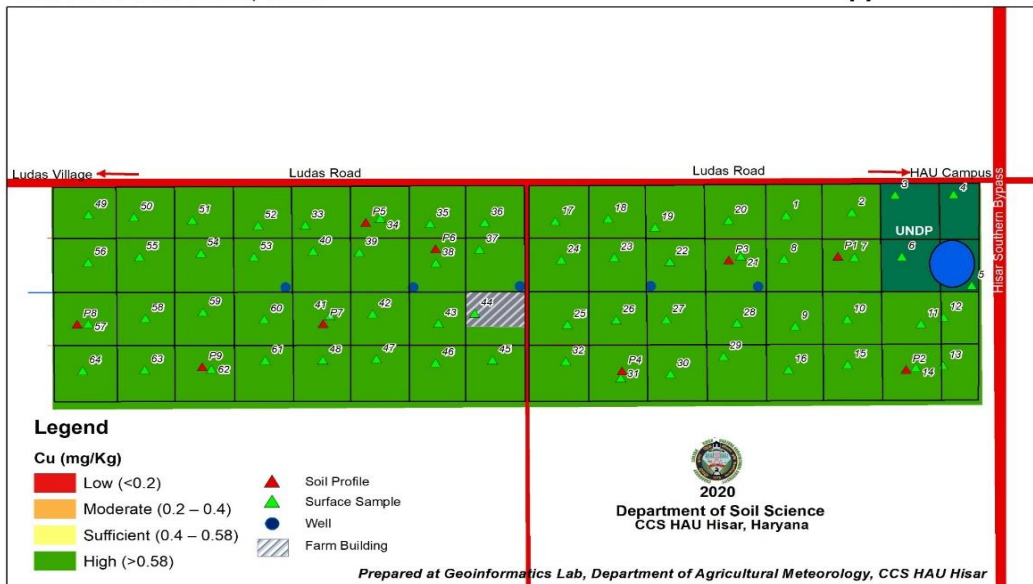 Ludas Village
Ludas Road
Ludas Road
HAU Campus
Hisar Southern Bypass
49
50
51
52
33
P5
34
35
36
17
18
19
20
1
2
3
4
56
55
54
53
40
39
P6
38
37
24
23
22
P3
21
8
P1
7
UNDP
6
5
P8
57
58
59
60
41
P7
42
43
44
25
26
27
28
9
10
11
12
64
63
P9
62
61
48
47
46
45
32
P4
31
30
29
16
15
P2
14
13
Legend
Cu (mg/Kg)
Low (<0.2)
Moderate (0.2 – 0.4)
Sufficient (0.4 – 0.58)
High (>0.58)
Soil Profile
Surface Sample
Well
Farm Building
2020
Department of Soil Science
CCS HAU Hisar, Haryana
Prepared at Geoinformatics Lab, Department of Agricultural Meteorology, CCS HAU Hisar